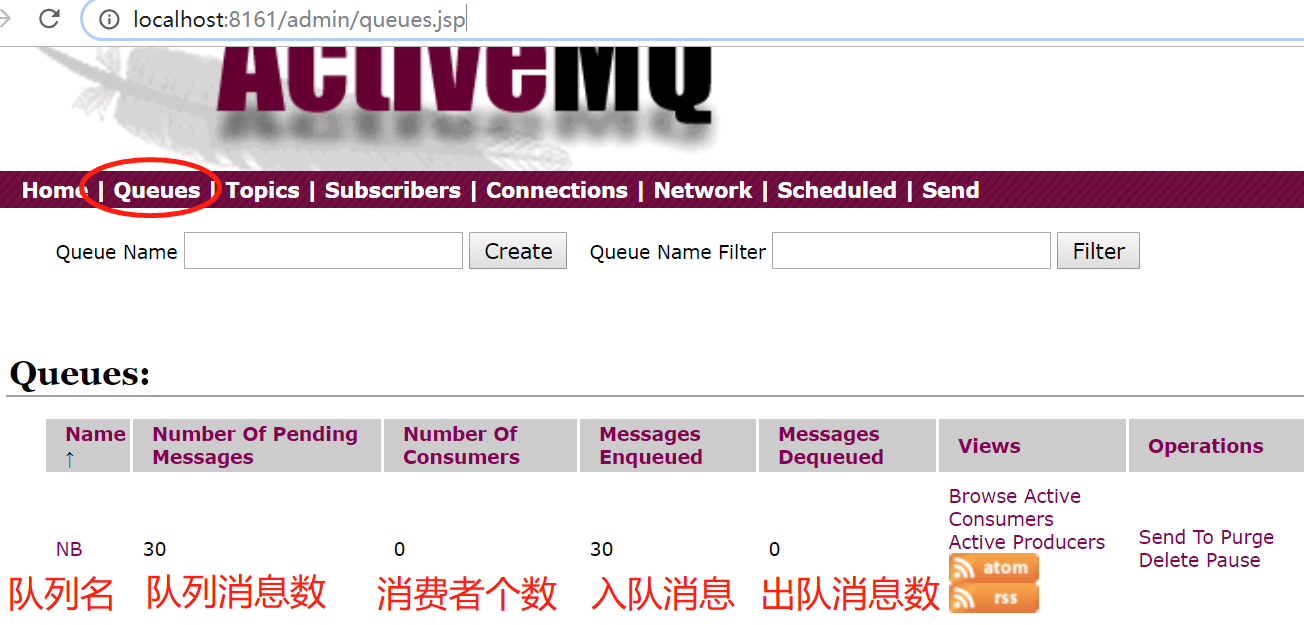 localhost:8161/admin/queues.jsp
ActiveMQ
Home | Queues | Topics | Subscribers | Connections | Network | Scheduled | Send
Queue Name Create Queue Name Filter Filter
Queues:
Name ↑ Number Of Pending Messages Number Of Consumers Messages Enqueued Messages Dequeued Views Operations
NB 30 0 30 0
Browse Active
Consumers
Active Producers
atom
rss
Send To Purge
Delete Pause
队列名 队列消息数 消费者个数 入队消息 出队消息数